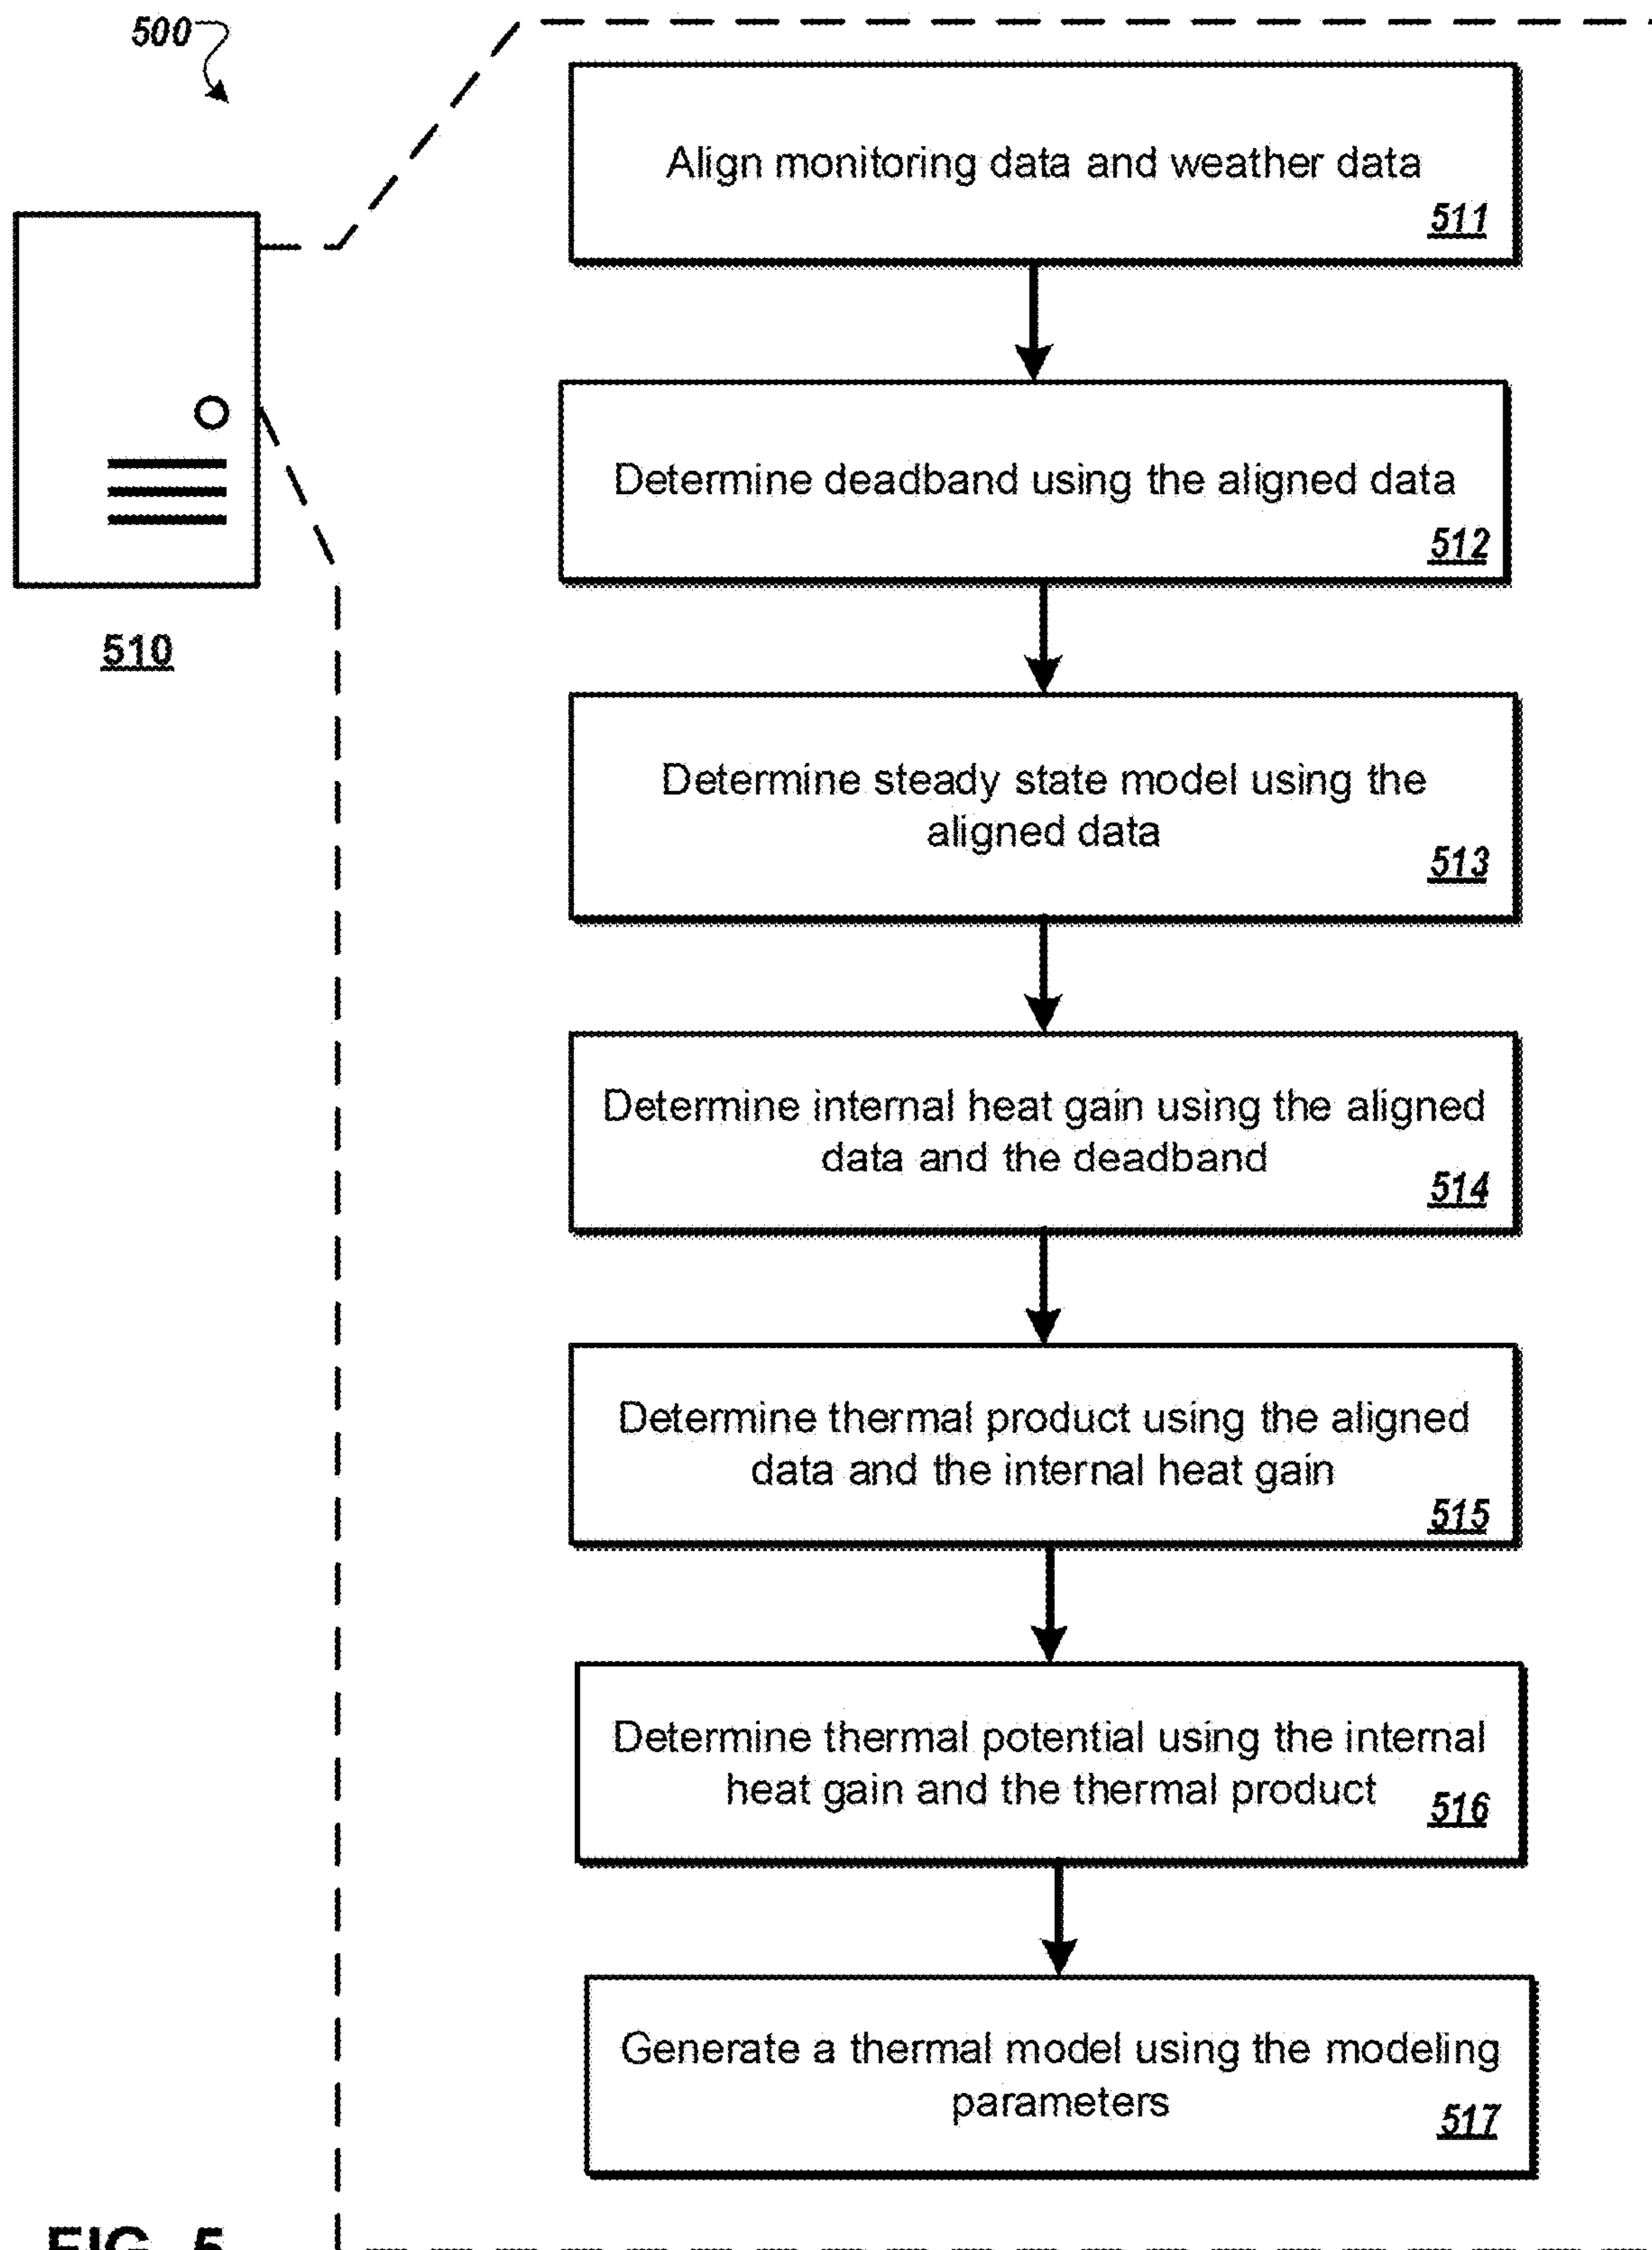 500
Align monitoring data and weather data
511
Determine deadband using the aligned data
512
510
Determine steady state model using the
aligned data
513
Determine internal heat gain using the aligned
data and the deadband
514
Determine thermal product using the aligned
data and the internal heat gain
515
Determine thermal potential using the internal
heat gain and the thermal product
516
Generate a thermal model using the modeling
parameters
517
FIG. 5